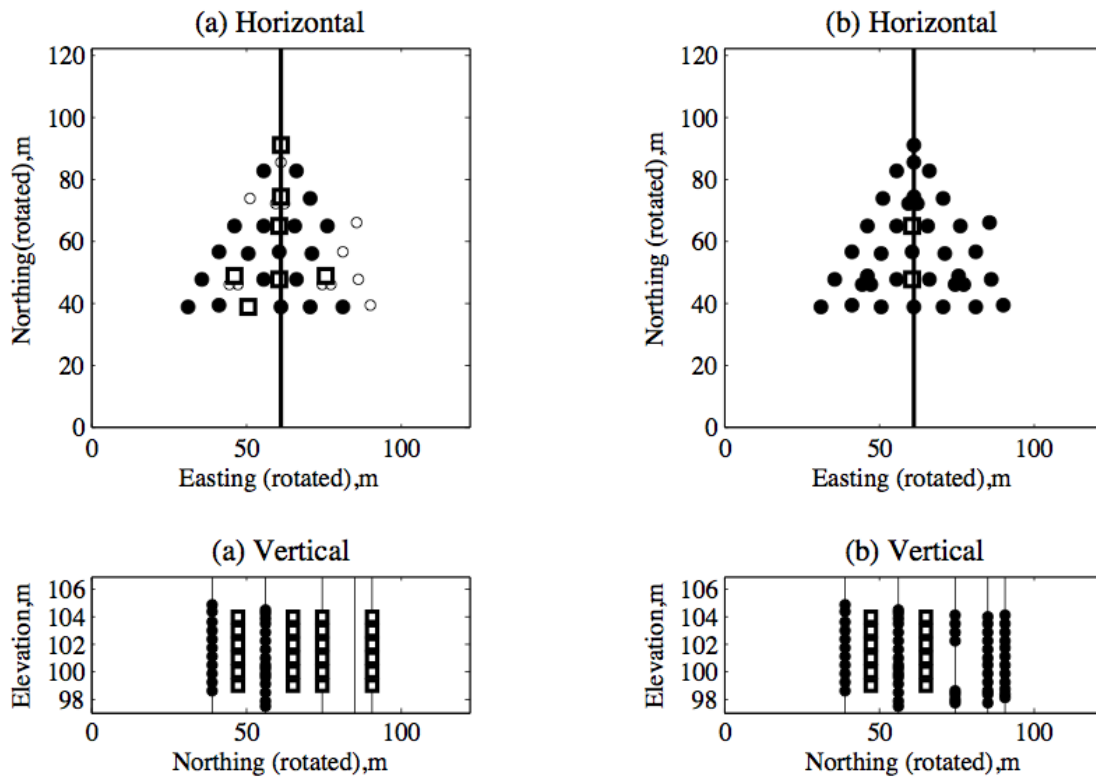 (a) Horizontal
120
100
80
60
40
20
0
0 50 100
Northing(rotated),m
Easting (rotated),m
(b) Horizontal
120
100
80
60
40
20
0
0 50 100
Northing (rotated),m
Easting (rotated),m
(a) Vertical
106
104
102
100
98
0 50 100
Elevation,m
Northing (rotated),m
(b) Vertical
106
104
102
100
98
0 50 100
Elevation,m
Northing (rotated),m